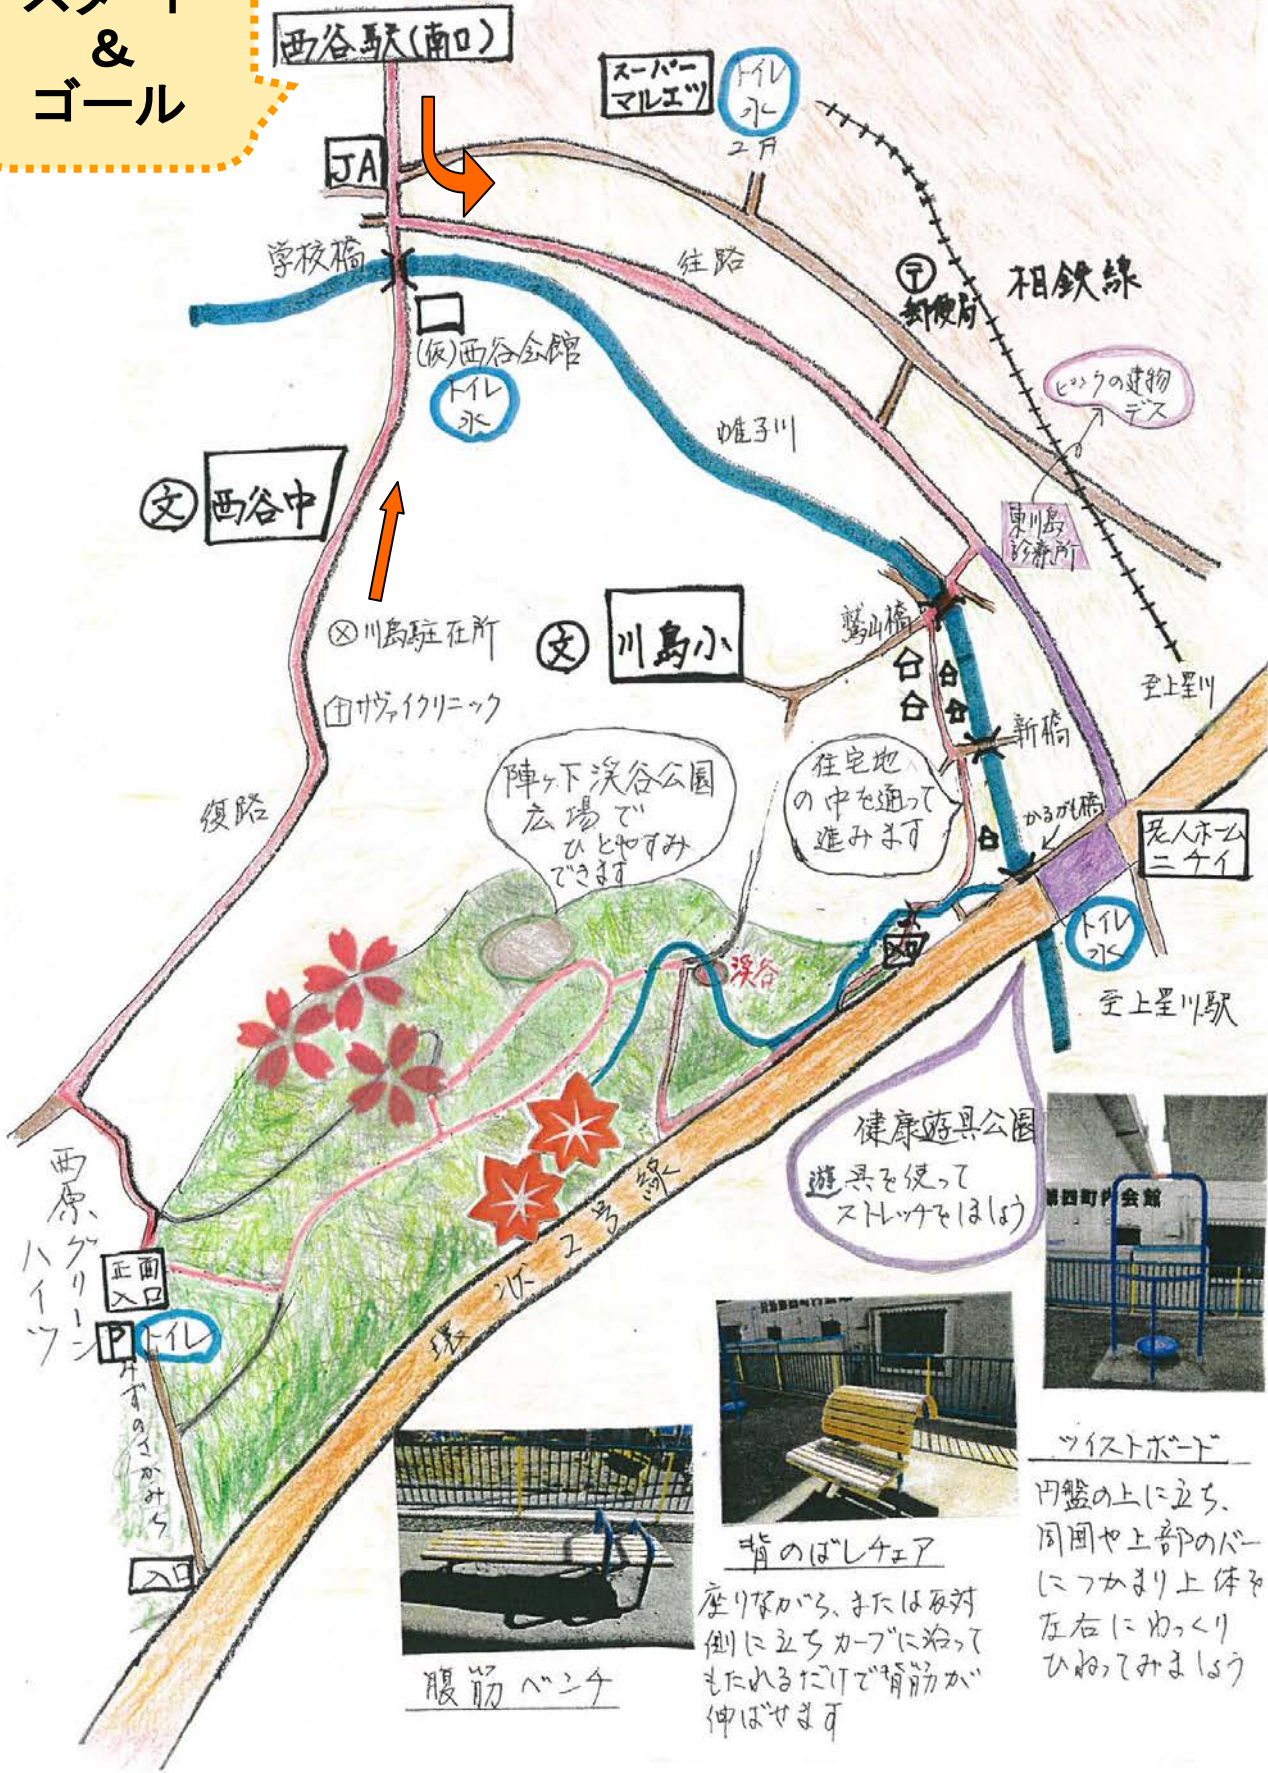 スタート
&
ゴール
西谷駅(南口)
スーパー
マルエツ
トイレ
水
2F
JA
学校橋
往路
〒
郵便局
相鉄線
(仮)西谷会館
トイレ
水
ピンクの建物
デス
帷子川
文 西谷中
東川島
診療所
川島駐在所
文 川島小
鷲山橋
至上星川
サヴァイクリニック
新橋
陣ヶ下渓谷公園
広場で
ひとやすみ
できます
住宅地
の中を通って
進みます
かるがも橋
復路
老人ホーム
ニチイ
トイレ
水
入口
渓谷
至上星川駅
健康遊具公園
遊具を使って
ストレッチをしましょう
第四町内会館
西原グリーンハイツ
正面
入口
P
トイレ
みずのさかみち
環状2号線
入口
ツイストボード
円盤の上に立ち、
周囲や上部のバー
につかまり上体を
左右にゆっくり
ひねってみましょう
背のばしチェア
座りながら、または反対
側に立ちカーブに沿って
もたれるだけで背筋が
伸ばせます
腹筋ベンチ